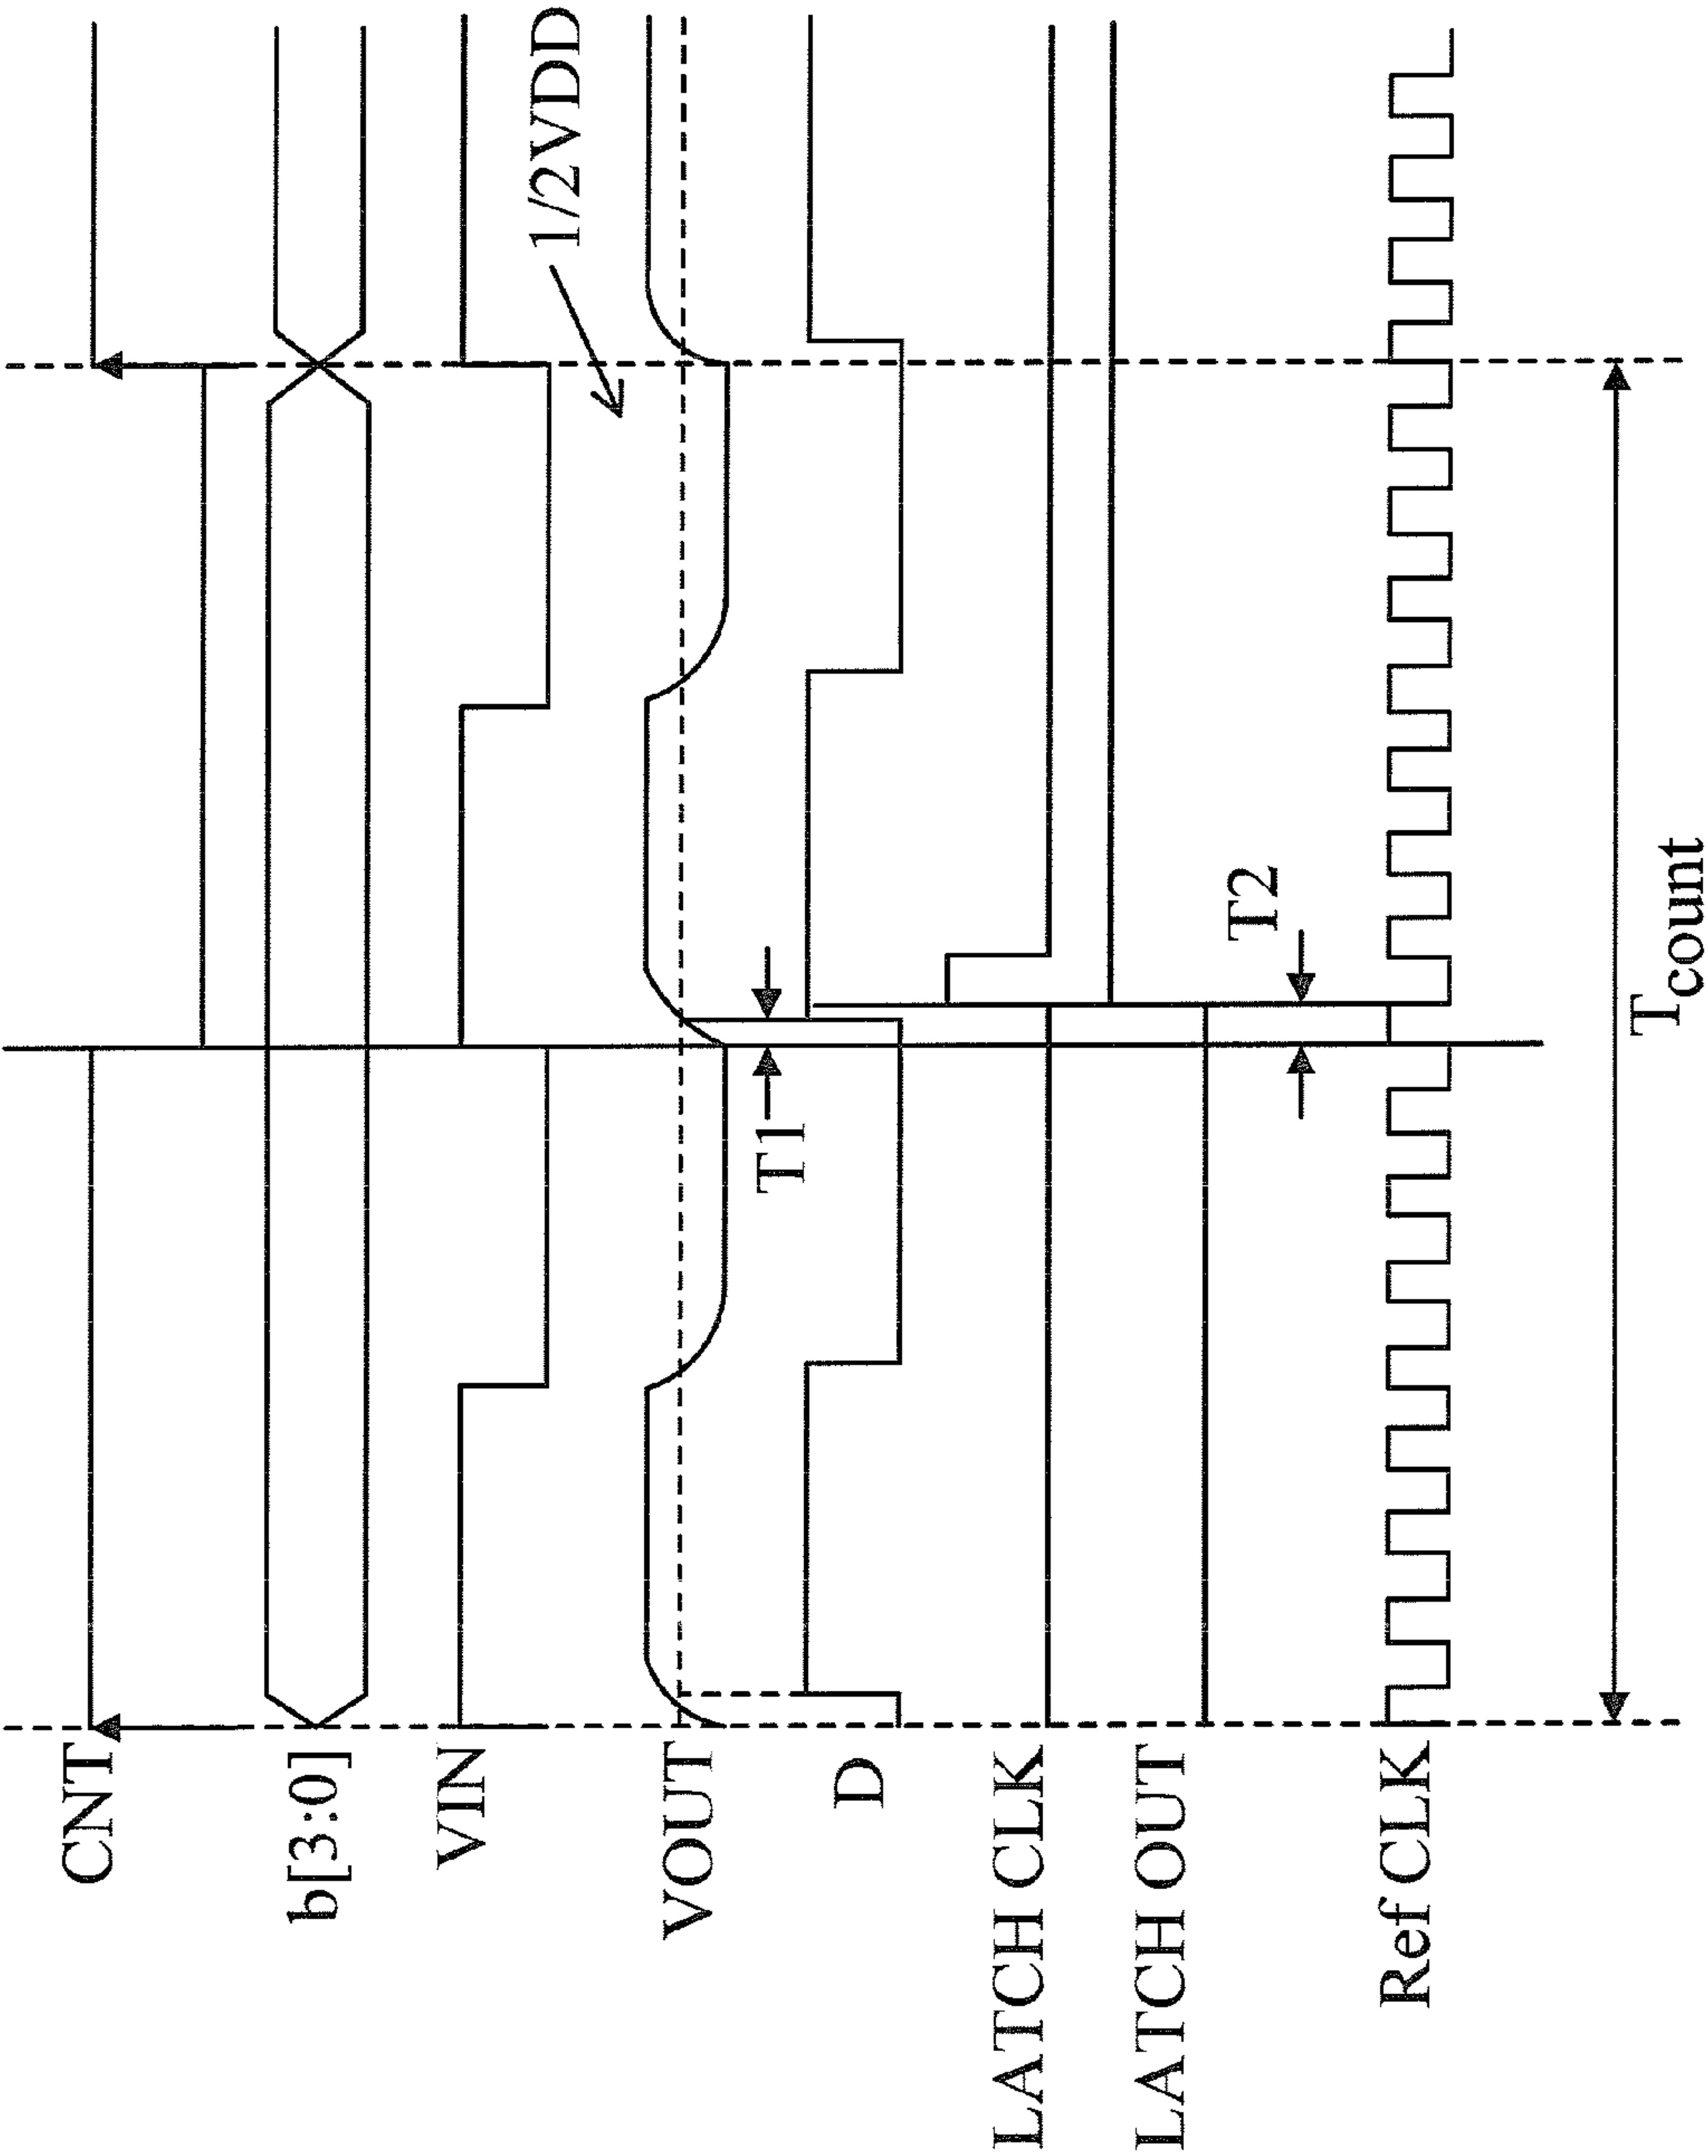 CNT
b[3:0]
VIN
VOUT
1/2VDD
D
T1
LATCH CLK
LATCH OUT
T2
Ref CLK
Tcount